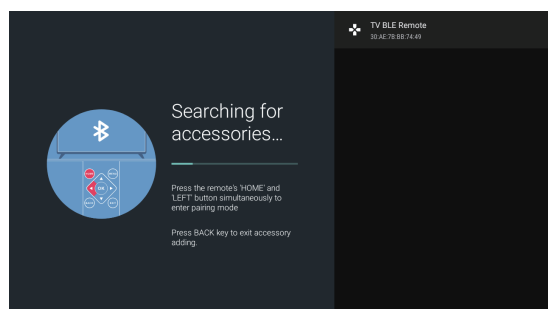 TV BLE Remote
30:AE:7B:BB:74:49
Searching for
accessories...
Press the remote's 'HOME' and
'LEFT' button simultaneously to
enter pairing mode
Press BACK key to exit accessory
adding.
OK